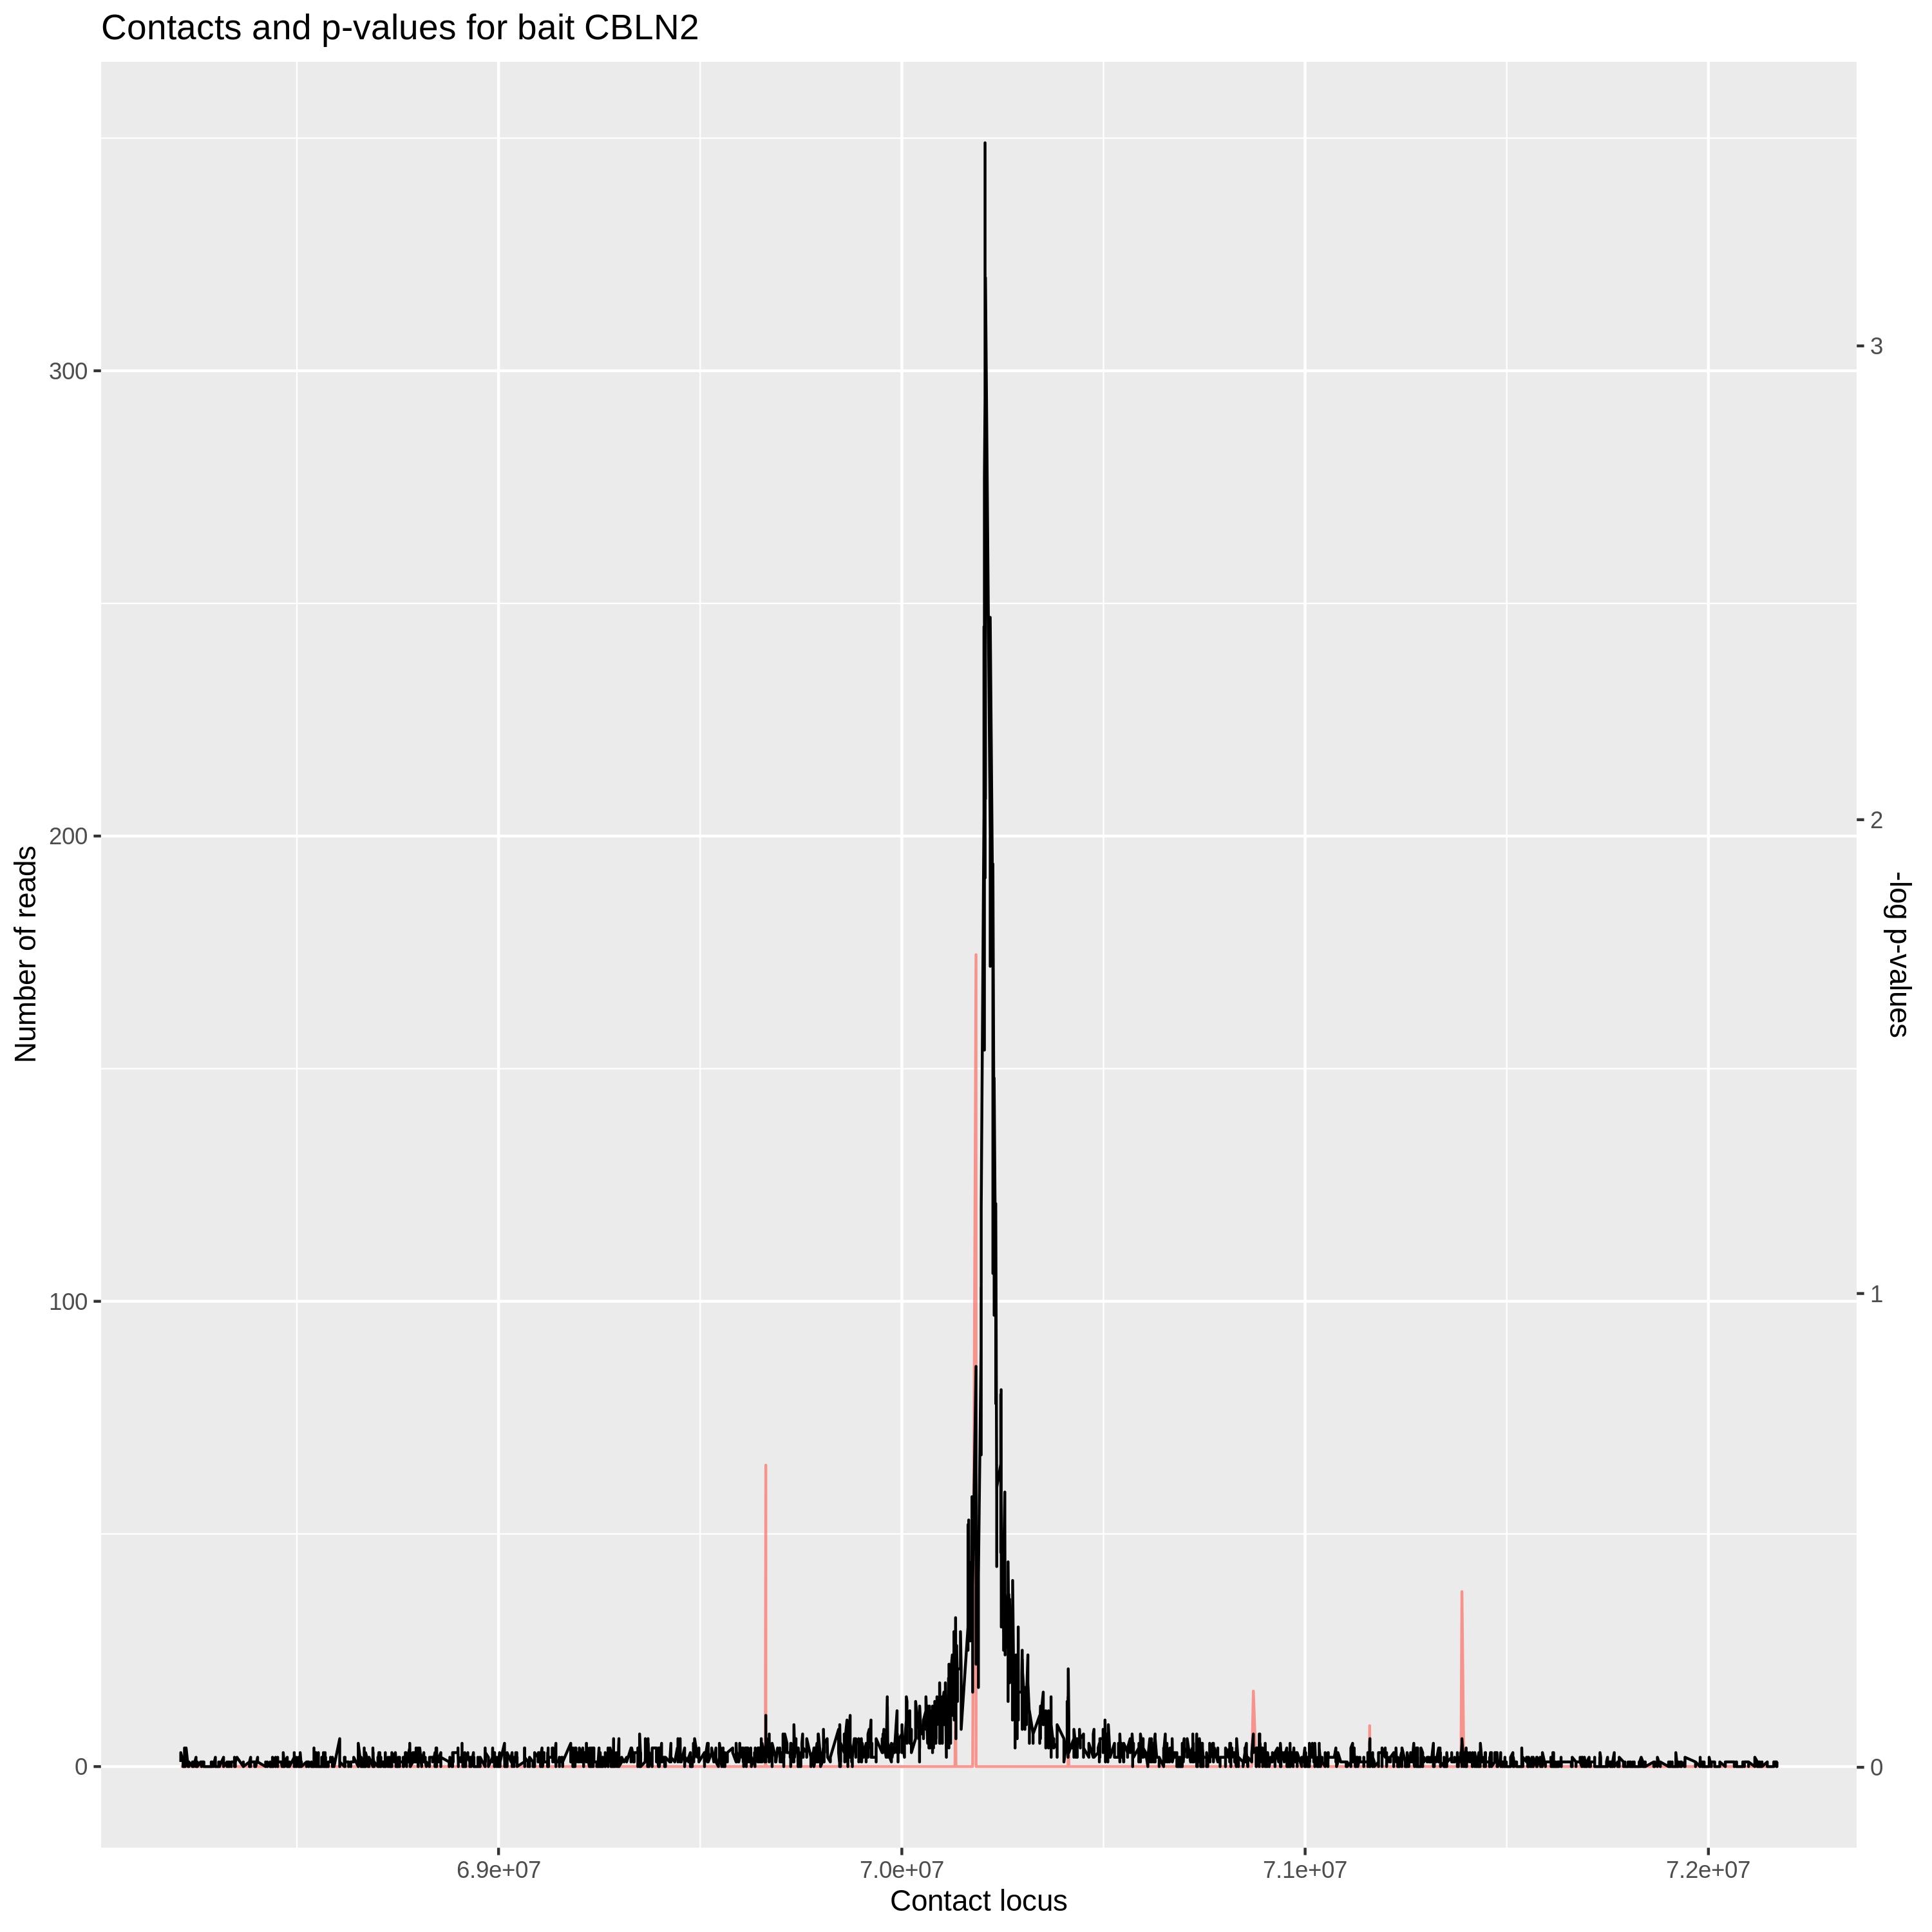 Contacts and p-values for bait CBLN2
Number of reads
300
200
100
0
3
2
1
0
-log p-values
6.9e+07
7.0e+07
7.1e+07
7.2e+07
Contact locus